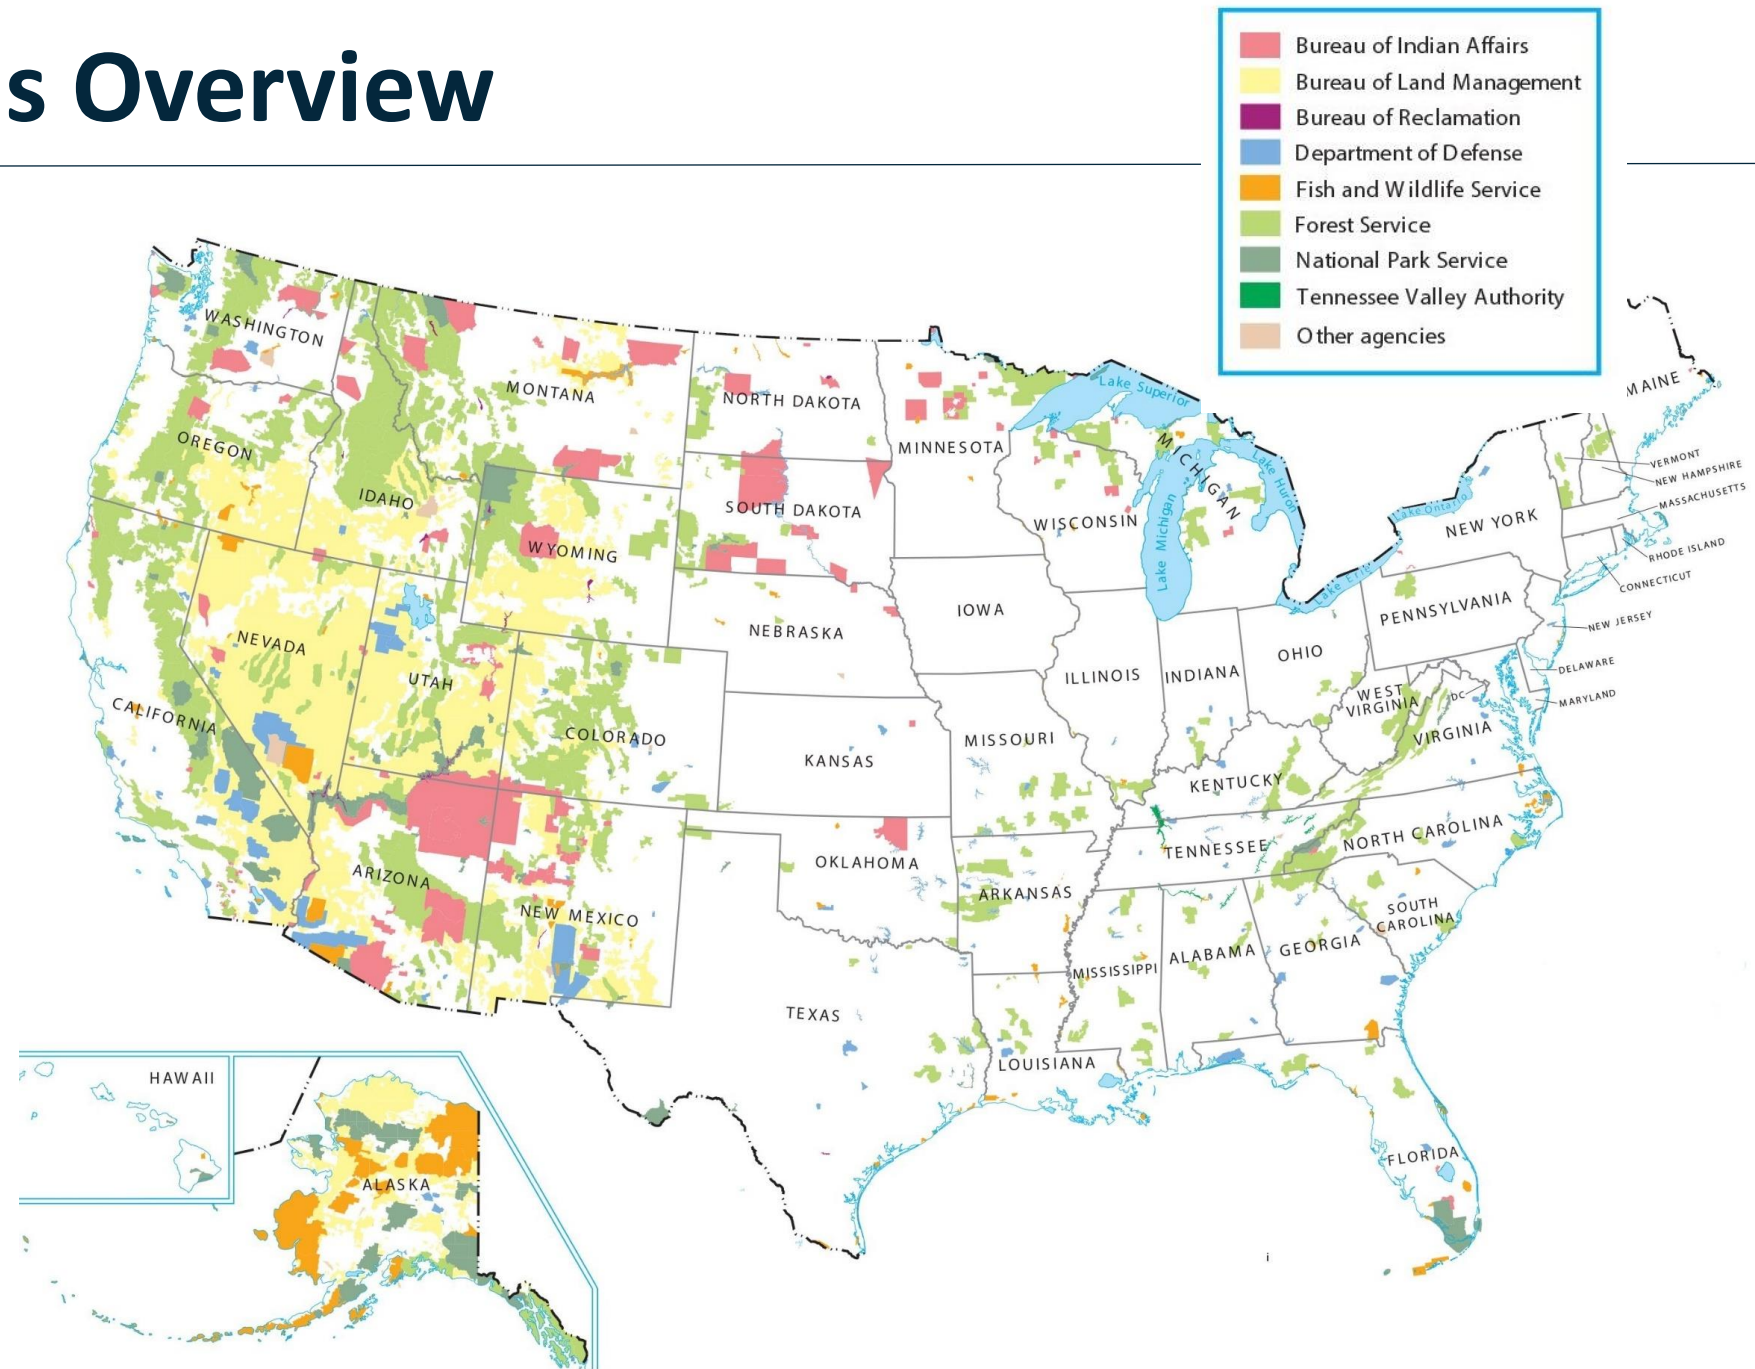 s Overview
Bureau of Indian Affairs
Bureau of Land Management
Bureau of Reclamation
Department of Defense
Fish and Wildlife Service
Forest Service
National Park Service
Tennessee Valley Authority
Other agencies
WASHINGTON
MONTANA
NORTH DAKOTA
MINNESOTA
Lake Superior
MAINE
OREGON
IDAHO
WYOMING
SOUTH DAKOTA
WISCONSIN
MICHIGAN
Lake Michigan
Lake Huron
Lake Ontario
Lake Erie
NEW YORK
VERMONT
NEW HAMPSHIRE
MASSACHUSETTS
RHODE ISLAND
CONNECTICUT
NEW JERSEY
DELAWARE
MARYLAND
DC
PENNSYLVANIA
NEVADA
UTAH
COLORADO
NEBRASKA
IOWA
ILLINOIS
INDIANA
OHIO
WEST
VIRGINIA
VIRGINIA
CALIFORNIA
KANSAS
MISSOURI
KENTUCKY
ARIZONA
NEW MEXICO
OKLAHOMA
ARKANSAS
TENNESSEE
NORTH CAROLINA
SOUTH
CAROLINA
MISSISSIPPI
ALABAMA
GEORGIA
TEXAS
LOUISIANA
FLORIDA
HAWAII
ALASKA
i